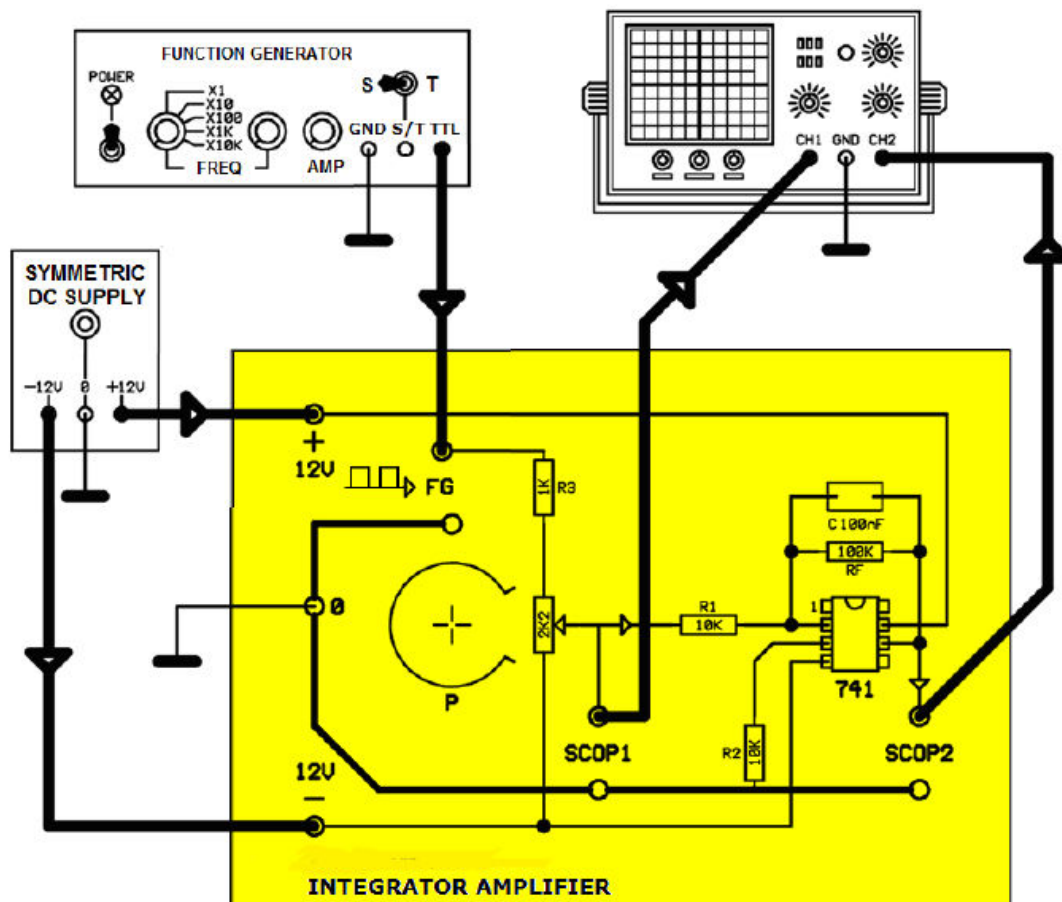 FUNCTION GENERATOR
POWER
X1
X10
X100
X1K
X10K
FREQ
AMP
S T
GND S/T TTL
CH1 GND CH2
SYMMETRIC
DC SUPPLY
-12V 0 +12V
+
12V
FG
1K R3
C100nF
100K
RF
0
2K2
R1
10K
1
741
P
R2 10K
SCOP1
SCOP2
12V
-
INTEGRATOR AMPLIFIER